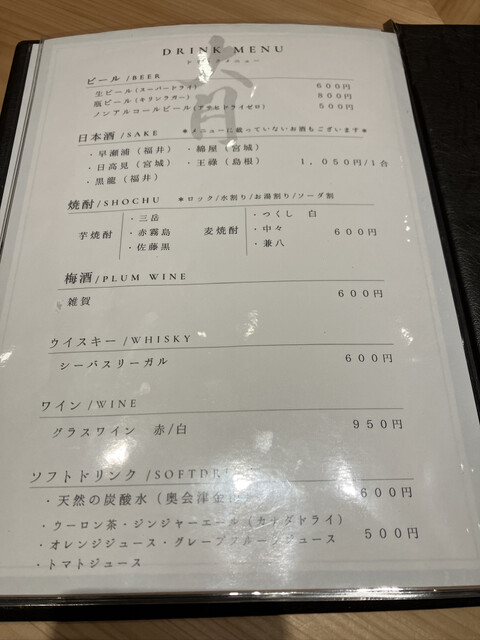 DRINK MENU
ドリンクメニュー
ビール/BEER
生ビール(スーパードライ) 600円
瓶ビール(キリンラガー) 800円
ノンアルコールビール(アサヒドライゼロ) 500円
日本酒/SAKE ＊メニューに載っていないお酒もございます＊
・早瀬浦(福井) ・綿屋(宮城)
・日高見(宮城) ・王祿(島根) 1,050円/1合
・黒龍(福井)
焼酎/SHOCHU ＊ロック/水割り/お湯割り/ソーダ割
芋焼酎 ・三岳 ・赤霧島 ・佐藤黒
麦焼酎 ・つくし 白 ・中々 ・兼八 600円
梅酒/PLUM WINE
雑賀 600円
ウイスキー/WHISKY
シーバスリーガル 600円
ワイン/WINE
グラスワイン 赤/白 950円
ソフトドリンク/SOFTDR
・天然の炭酸水(奥会津金 600円
・ウーロン茶・ジンジャーエール(カナダドライ)
・オレンジジュース・グレープフルーツジュース 500円
・トマトジュース